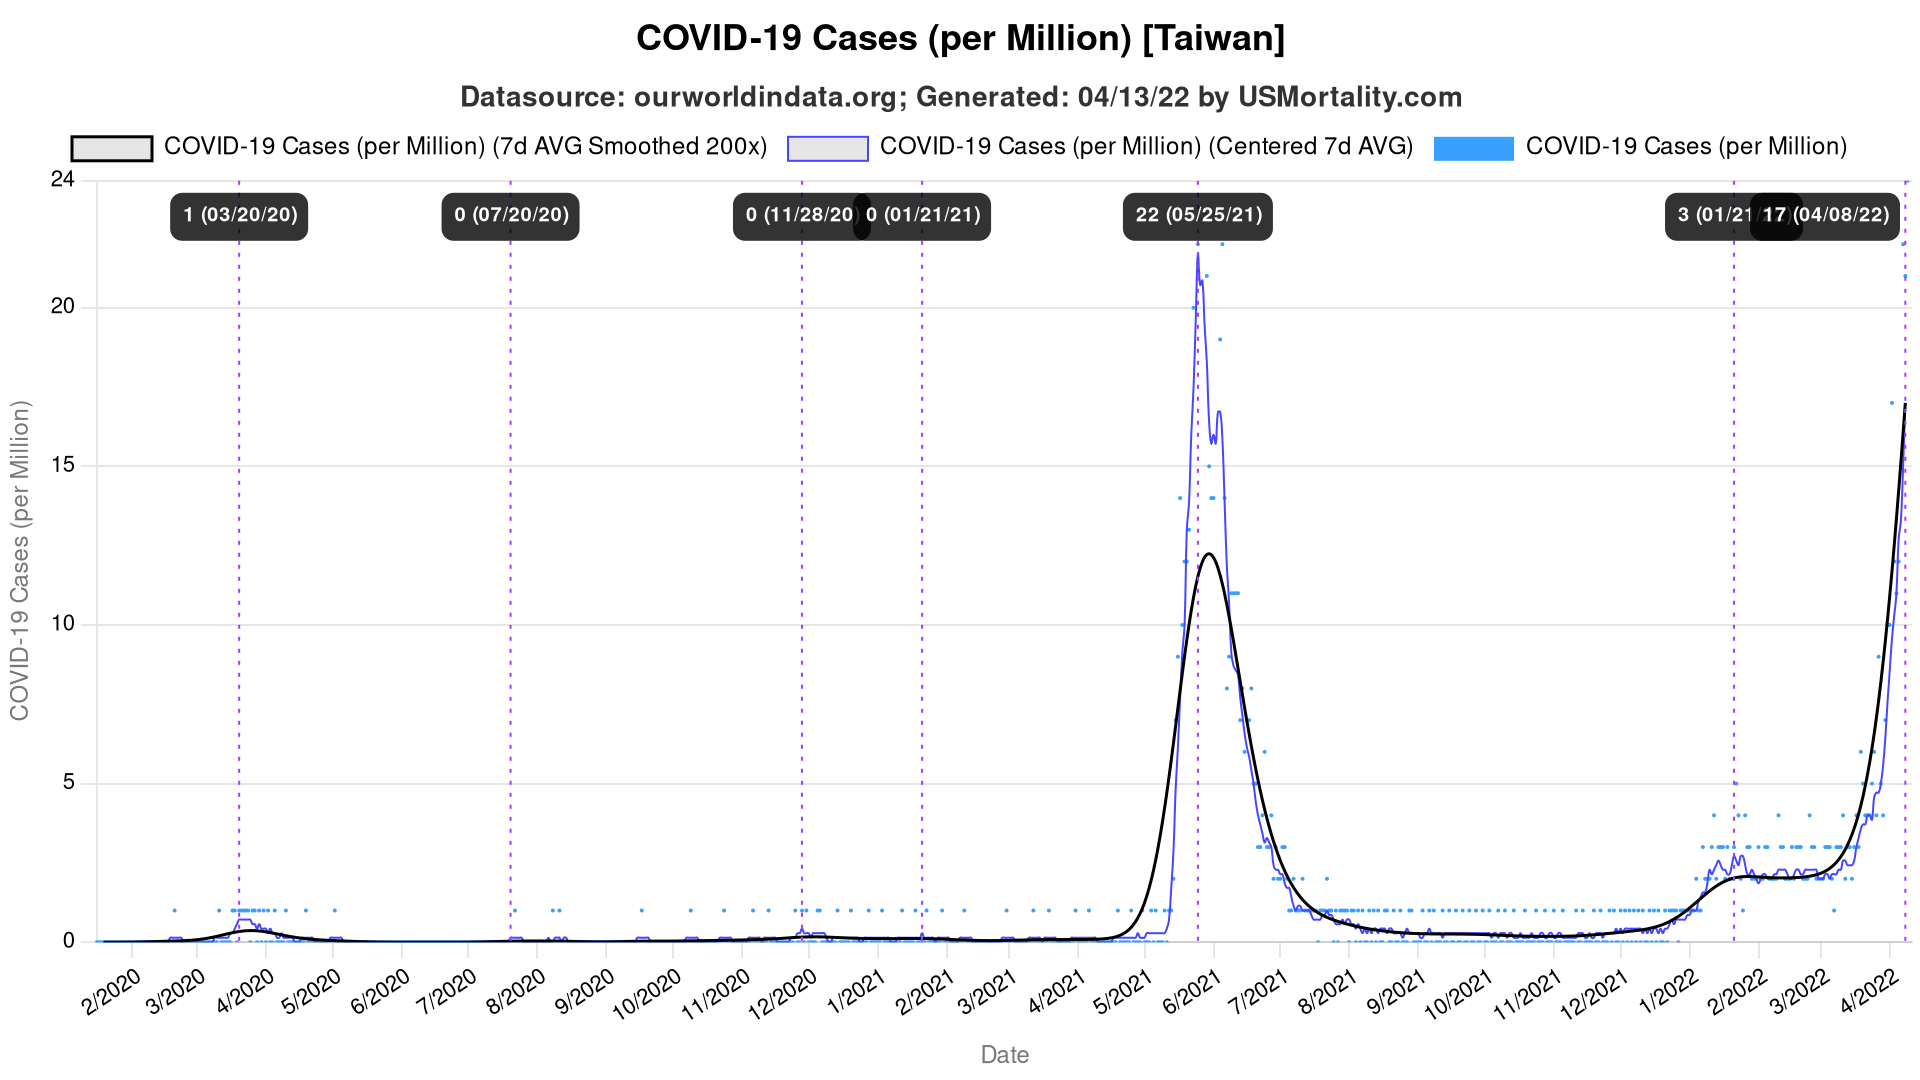 COVID-19 Cases (per Million) [Taiwan]
Datasource: ourworldindata.org; Generated: 04/13/22 by USMortality.com
COVID-19 Cases (per Million) (7d AVG Smoothed 200x) COVID-19 Cases (per Million) (Centered 7d AVG) COVID-19 Cases (per Million)
24
1 (03/20/20) 0 (07/20/20) 0 (11/28/20) 0 (01/21/21) 22 (05/25/21) 3 (01/21 17 (04/08/22)
20
15
10
5
0
COVID-19 Cases (per Million)
2/2020 3/2020 4/2020 5/2020 6/2020 7/2020 8/2020 9/2020 10/2020 11/2020 12/2020 1/2021 2/2021 3/2021 4/2021 5/2021 6/2021 7/2021 8/2021 9/2021 10/2021 11/2021 12/2021 1/2022 2/2022 3/2022 4/2022
Date